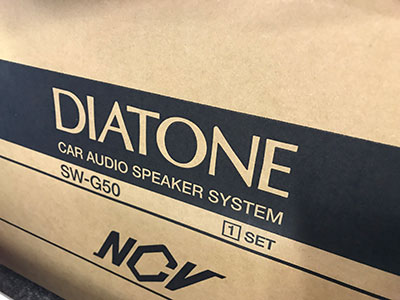 DIATONE
CAR AUDIO SPEAKER SYSTEM
SW-G50
1 SET
NCV